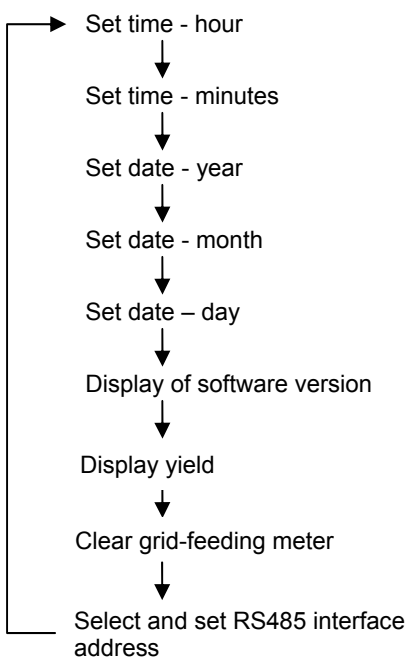 Set time - hour
Set time - minutes
Set date - year
Set date - month
Set date – day
Display of software version
Display yield
Clear grid-feeding meter
Select and set RS485 interface
address